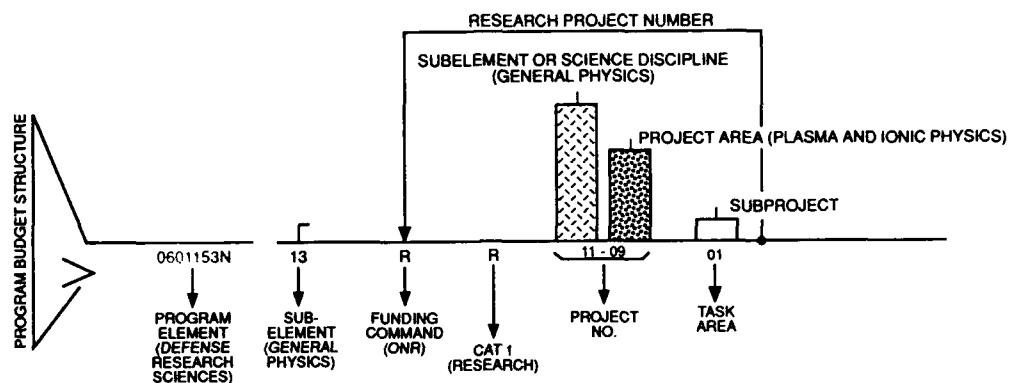 RESEARCH PROJECT NUMBER
SUBELEMENT OR SCIENCE DISCIPLINE
(GENERAL PHYSICS)
PROJECT AREA (PLASMA AND IONIC PHYSICS)
SUBPROJECT
PROGRAM BUDGET STRUCTURE
0601153N
13
R
R
11 - 09
01
PROGRAM
ELEMENT
(DEFENSE
RESEARCH
SCIENCES)
SUB-
ELEMENT
(GENERAL
PHYSICS)
FUNDING
COMMAND
(ONR)
CAT 1
(RESEARCH)
PROJECT
NO.
TASK
AREA